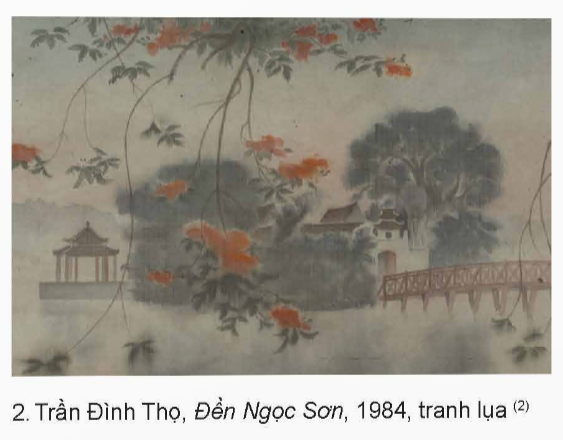 2. Trần Đình Thọ, Đền Ngọc Sơn, 1984, tranh lụa (2)